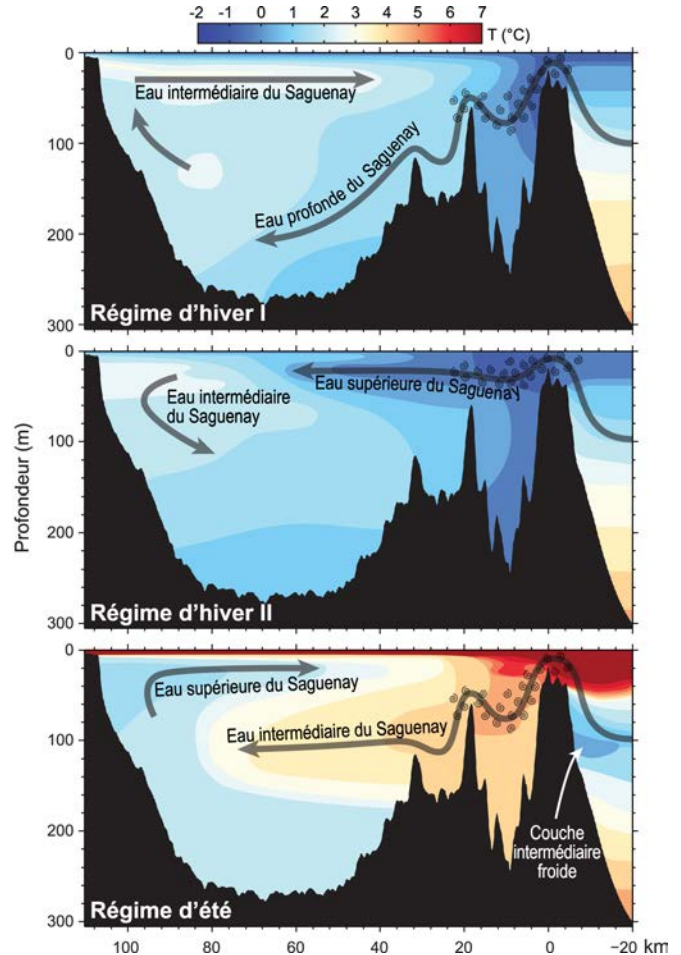 -2 -1 0 1 2 3 4 5 6 7
T (°C)
0
Eau intermédiaire du Saguenay
100
Eau profonde du Saguenay
200
300
Régime d'hiver I
0
Eau supérieure du Saguenay
Eau intermédiaire
du Saguenay
100
200
300
Régime d'hiver II
Profondeur (m)
0
Eau supérieure du Saguenay
Eau intermédiaire du Saguenay
100
200
Couche
intermédiaire
froide
300
Régime d'été
100 80 60 40 20 0 −20 km